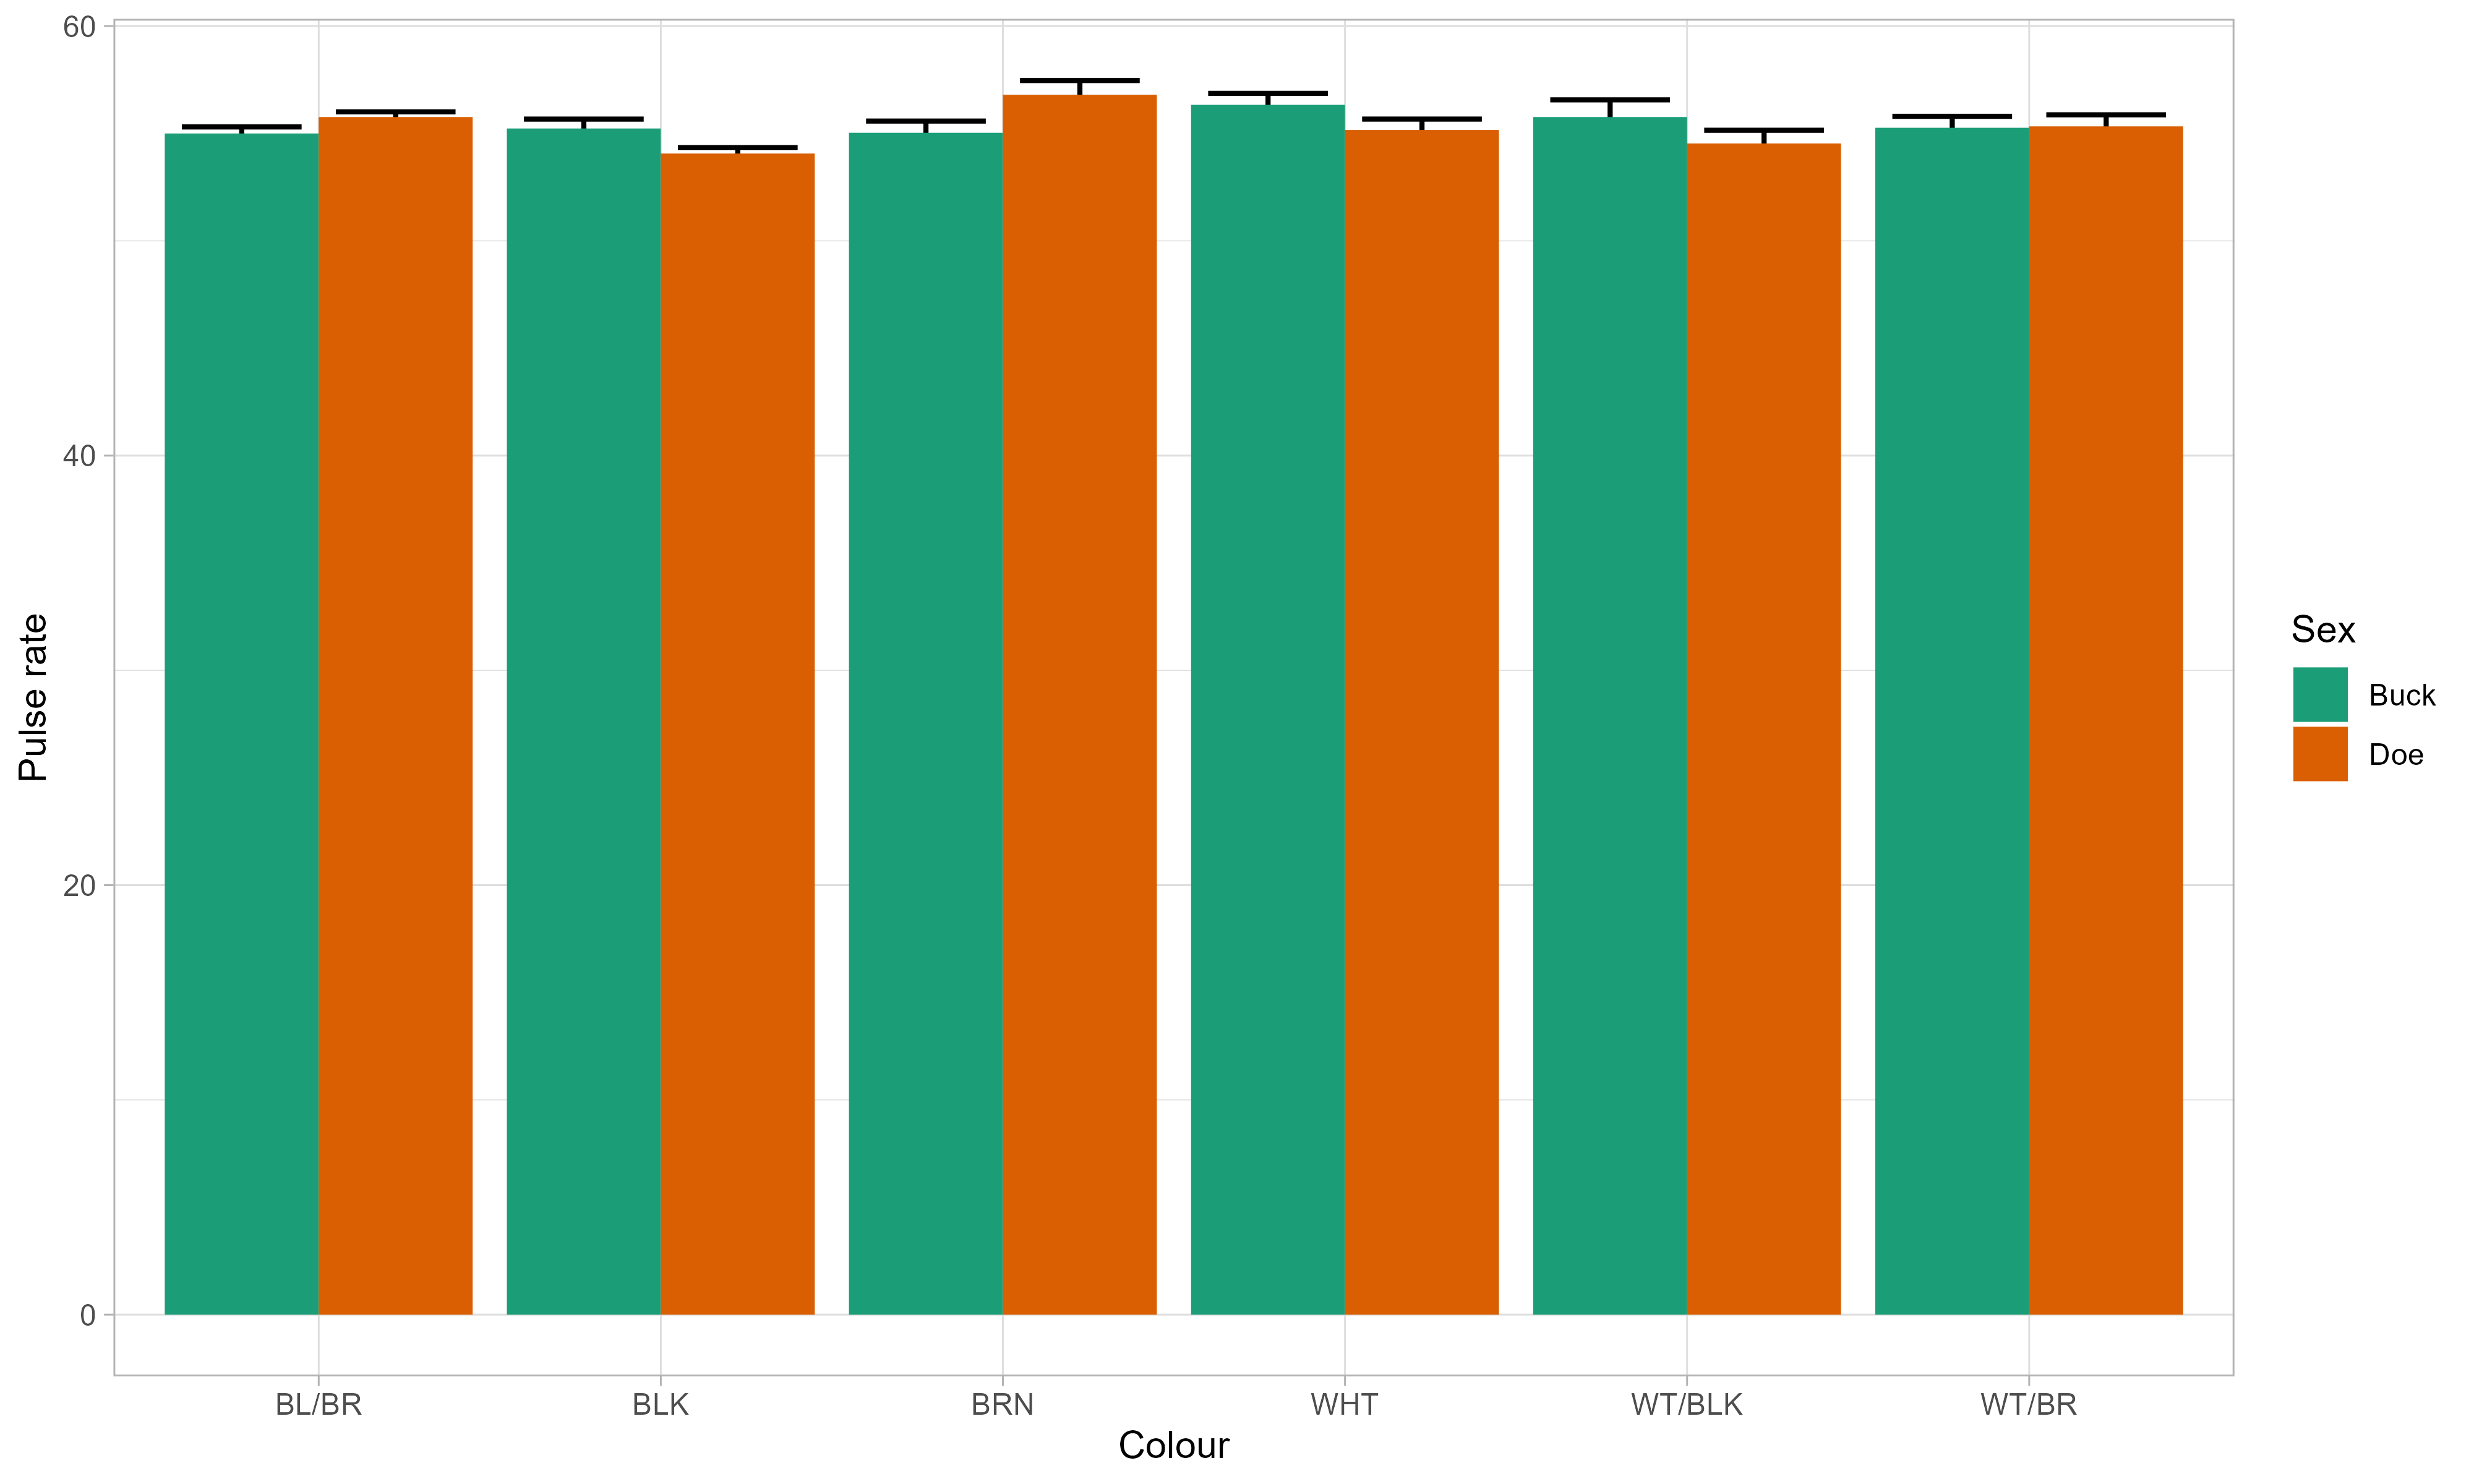 60
40
20
0
Pulse rate
BL/BR
BLK
BRN
WHT
WT/BLK
WT/BR
Colour
Sex
Buck
Doe